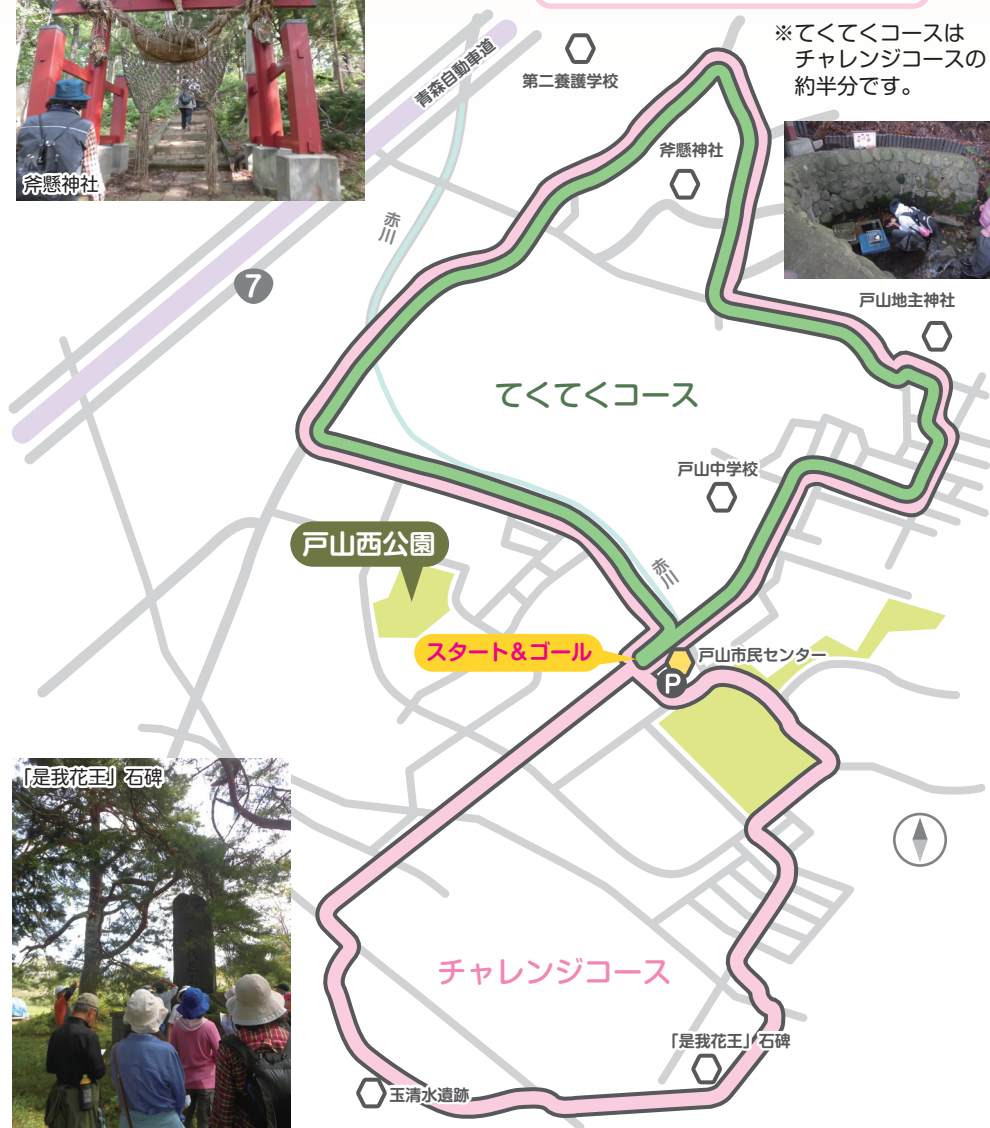 ※てくてくコースは
チャレンジコースの
約半分です。
第二養護学校
青森自動車道
斧懸神社
斧懸神社
赤川
7
戸山地主神社
てくてくコース
戸山中学校
戸山西公園
赤川
スタート&ゴール
戸山市民センター
P
「是我花王」石碑
チャレンジコース
「是我花王」石碑
玉清水遺跡